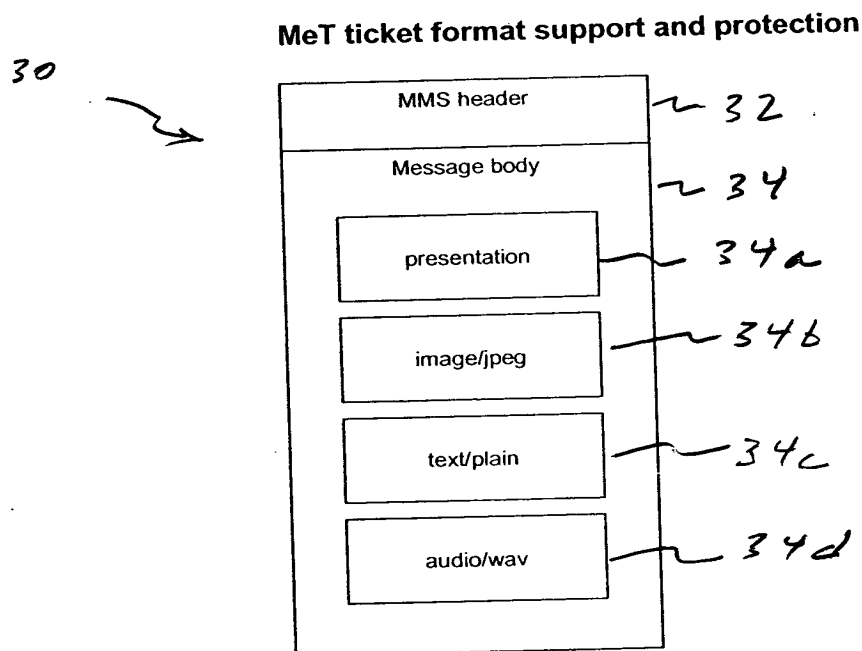 MeT ticket format support and protection
30
MMS header
32
Message body
34
presentation
34a
image/jpeg
34b
text/plain
34c
audio/wav
34d